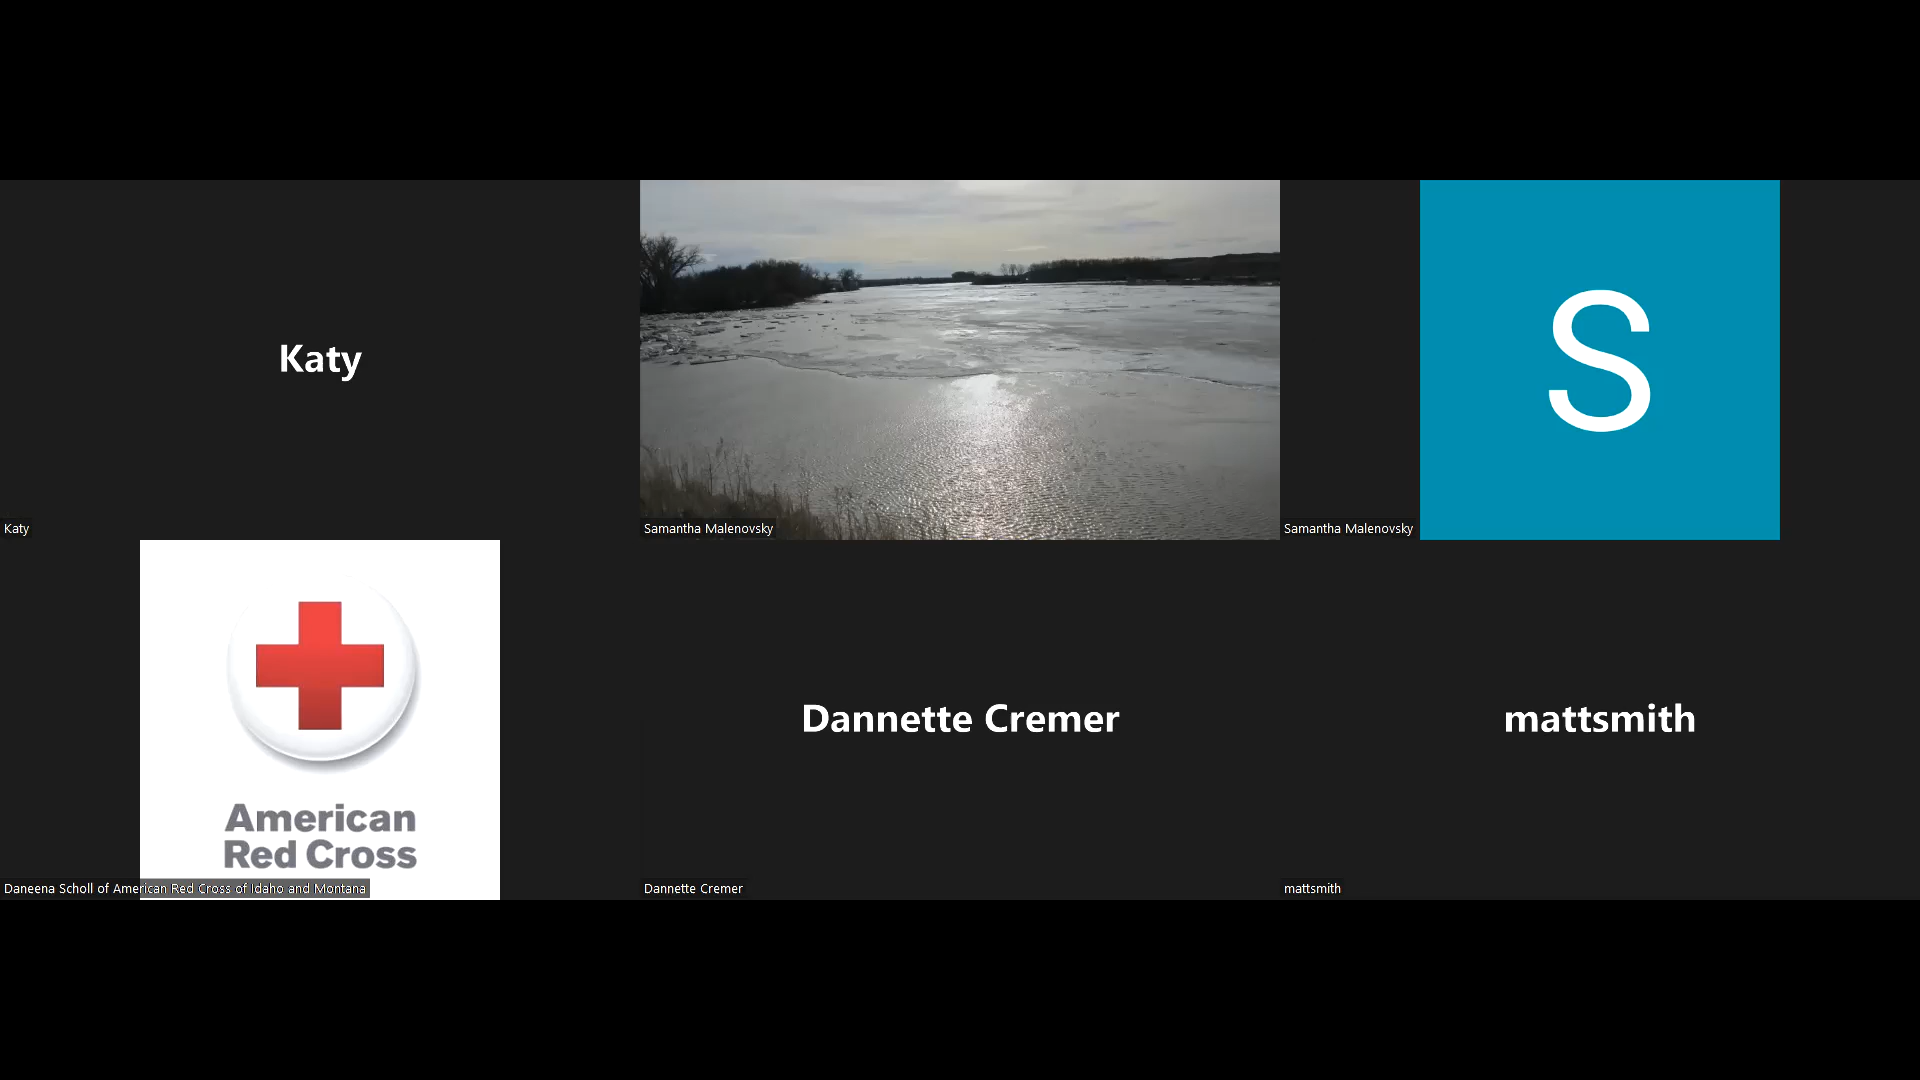 Katy
Katy
Samantha Malenovsky
S
Samantha Malenovsky
American
Red Cross
Daneena Scholl of American Red Cross of Idaho and Montana
Dannette Cremer
Dannette Cremer
mattsmith
mattsmith